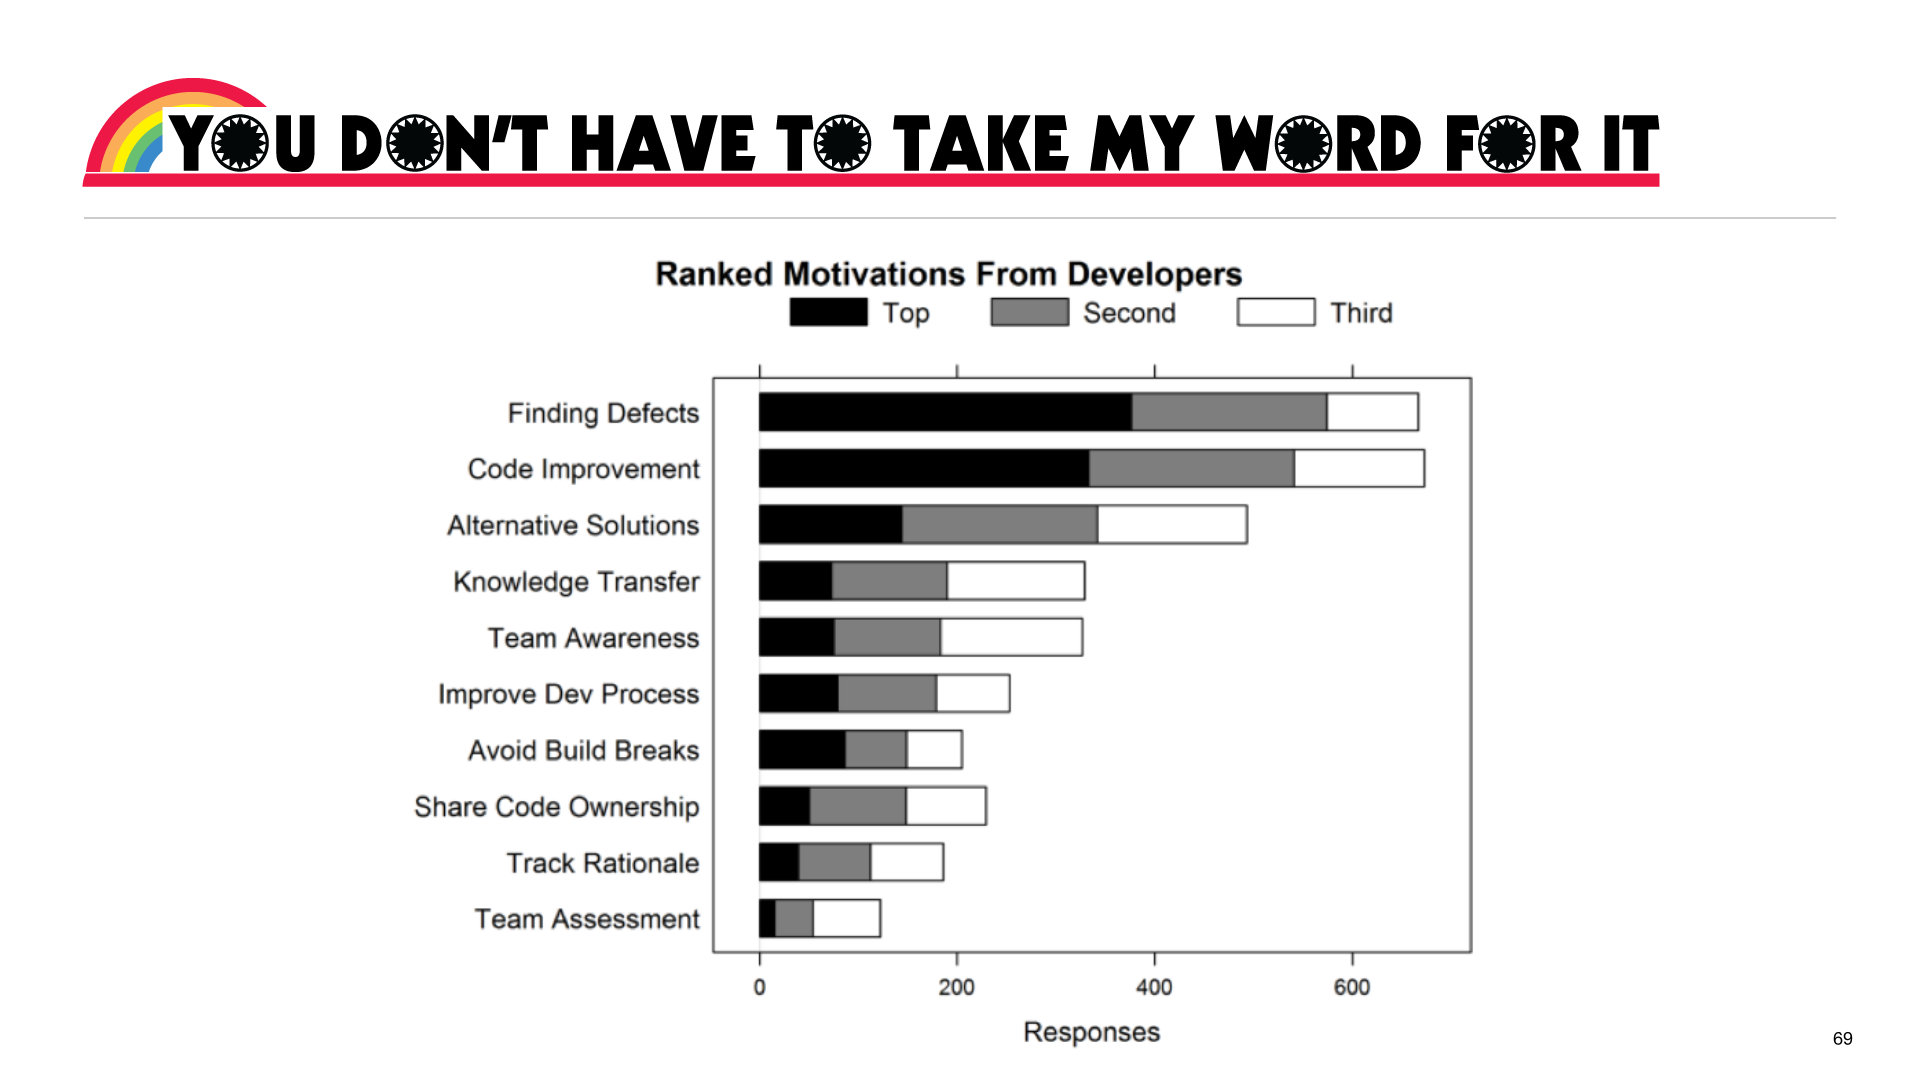 YOU DON'T HAVE TO TAKE MY WORD FOR IT
Ranked Motivations From Developers
Top Second Third
Finding Defects
Code Improvement
Alternative Solutions
Knowledge Transfer
Team Awareness
Improve Dev Process
Avoid Build Breaks
Share Code Ownership
Track Rationale
Team Assessment
0 200 400 600
Responses
69